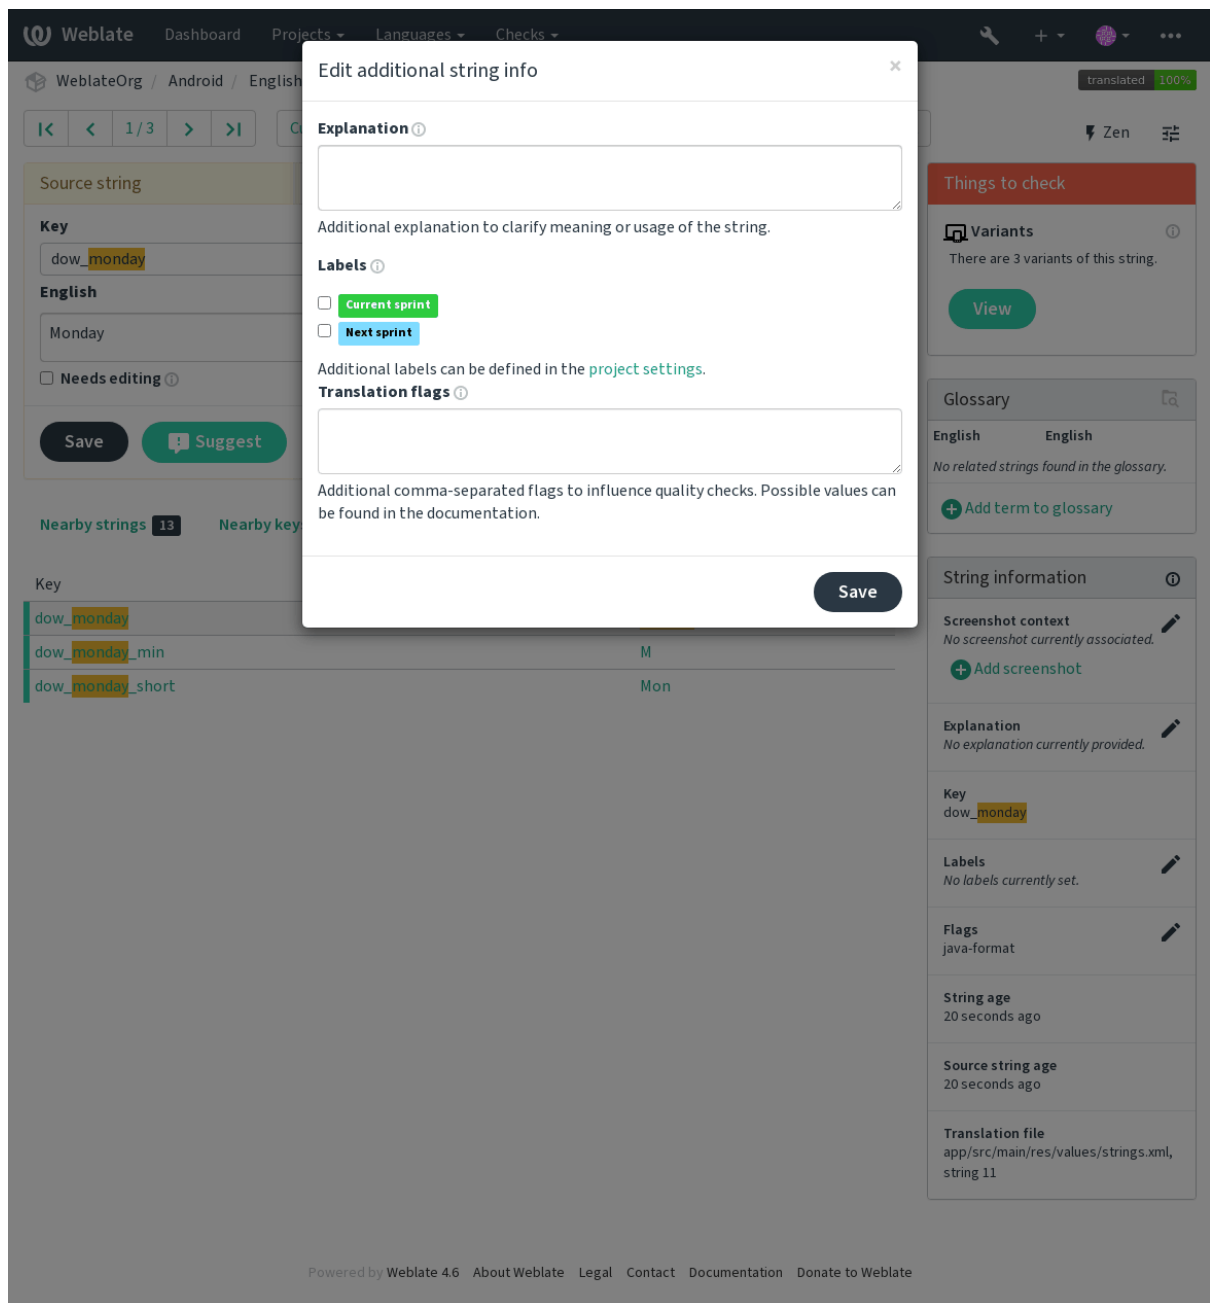 Weblate Dashboard Projects Languages Checks
WeblateOrg / Android / English
translated 100%
1 / 3
Zen
Edit additional string info
×
Explanation
Additional explanation to clarify meaning or usage of the string.
Labels
Current sprint
Next sprint
Additional labels can be defined in the project settings.
Translation flags
Additional comma-separated flags to influence quality checks. Possible values can
be found in the documentation.
Save
Source string
Key
dow_monday
English
Monday
Needs editing
Save Suggest
Nearby strings 13 Nearby keys
Key
dow_monday
dow_monday_min M
dow_monday_short Mon
Things to check
Variants
There are 3 variants of this string.
View
Glossary
English English
No related strings found in the glossary.
Add term to glossary
String information
Screenshot context
No screenshot currently associated.
Add screenshot
Explanation
No explanation currently provided.
Key
dow_monday
Labels
No labels currently set.
Flags
java-format
String age
20 seconds ago
Source string age
20 seconds ago
Translation file
app/src/main/res/values/strings.xml,
string 11
Powered by Weblate 4.6 About Weblate Legal Contact Documentation Donate to Weblate